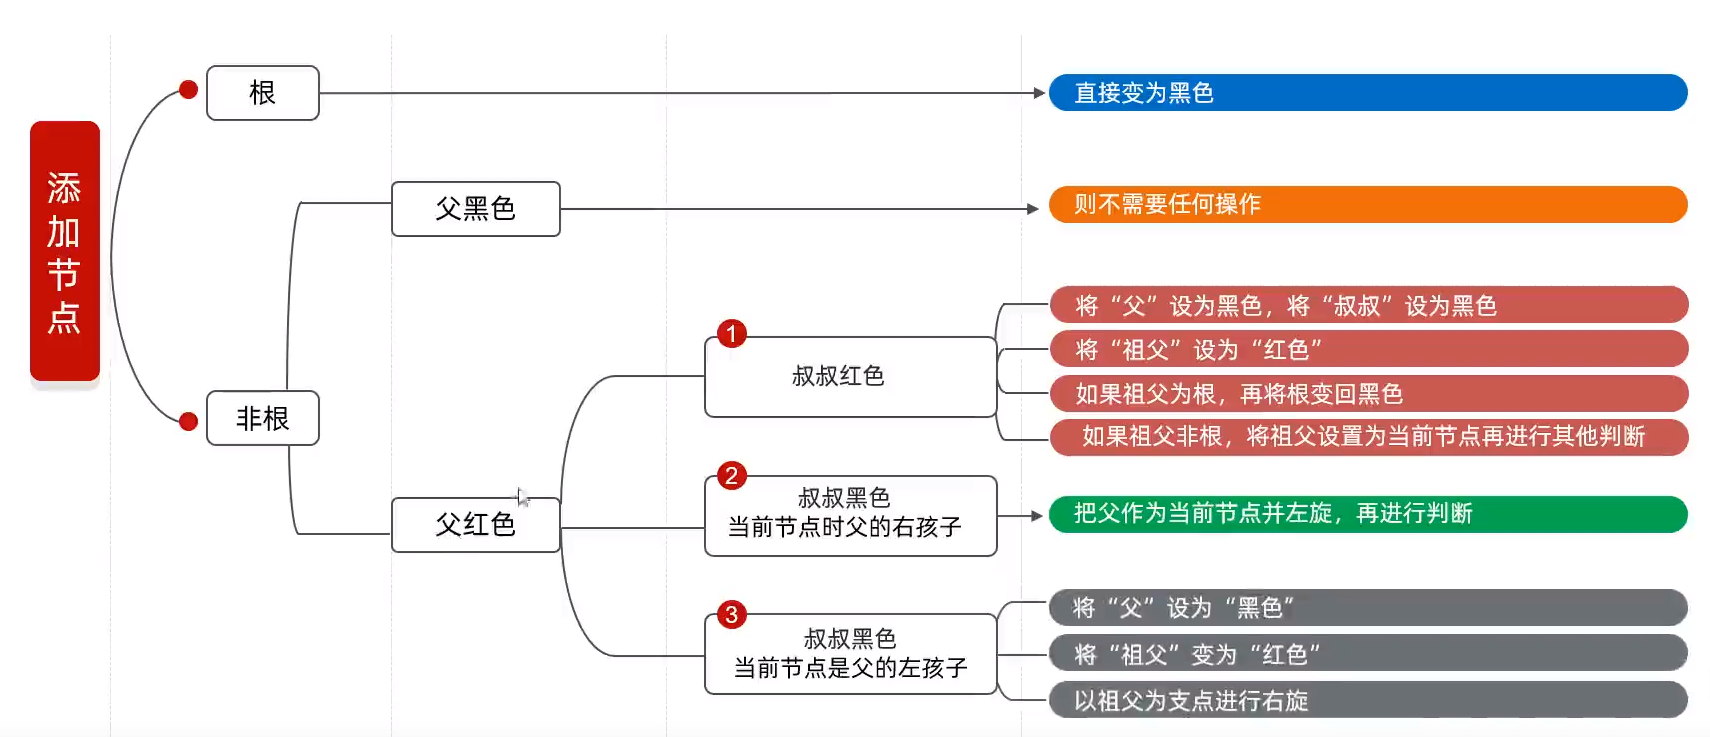 添加节点
根
直接变为黑色
非根
父黑色
则不需要任何操作
父红色
1
叔叔红色
将“父”设为黑色，将“叔叔”设为黑色
将“祖父”设为“红色”
如果祖父为根，再将根变回黑色
如果祖父非根，将祖父设置为当前节点再进行其他判断
2
叔叔黑色
当前节点时父的右孩子
把父作为当前节点并左旋，再进行判断
3
叔叔黑色
当前节点是父的左孩子
将“父”设为“黑色”
将“祖父”变为“红色”
以祖父为支点进行右旋